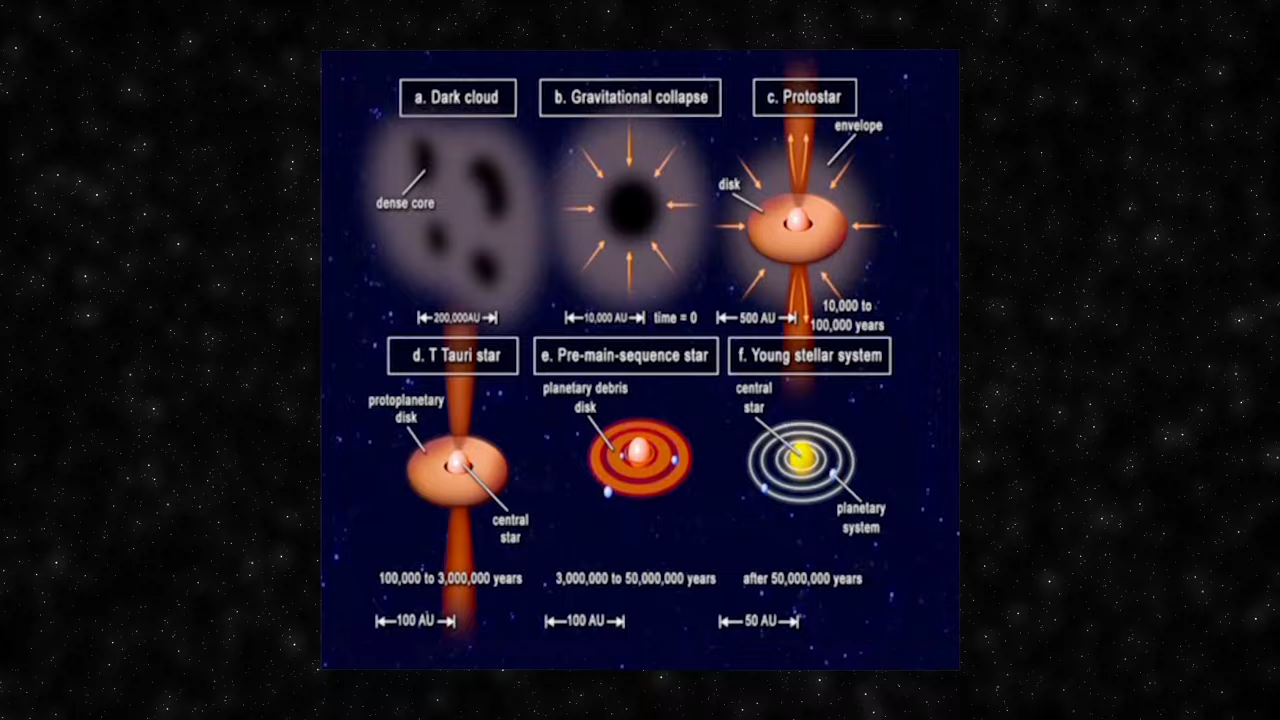 a. Dark cloud
b. Gravitational collapse
c. Protostar
envelope
disk
dense core
200,000AU
10,000 AU
time = 0
500 AU
10,000 to
100,000 years
d. T Tauri star
e. Pre-main-sequence star
f. Young stellar system
protoplanetary
disk
planetary debris
disk
central
star
central
star
planetary
system
100,000 to 3,000,000 years
3,000,000 to 50,000,000 years
after 50,000,000 years
100 AU
100 AU
50 AU